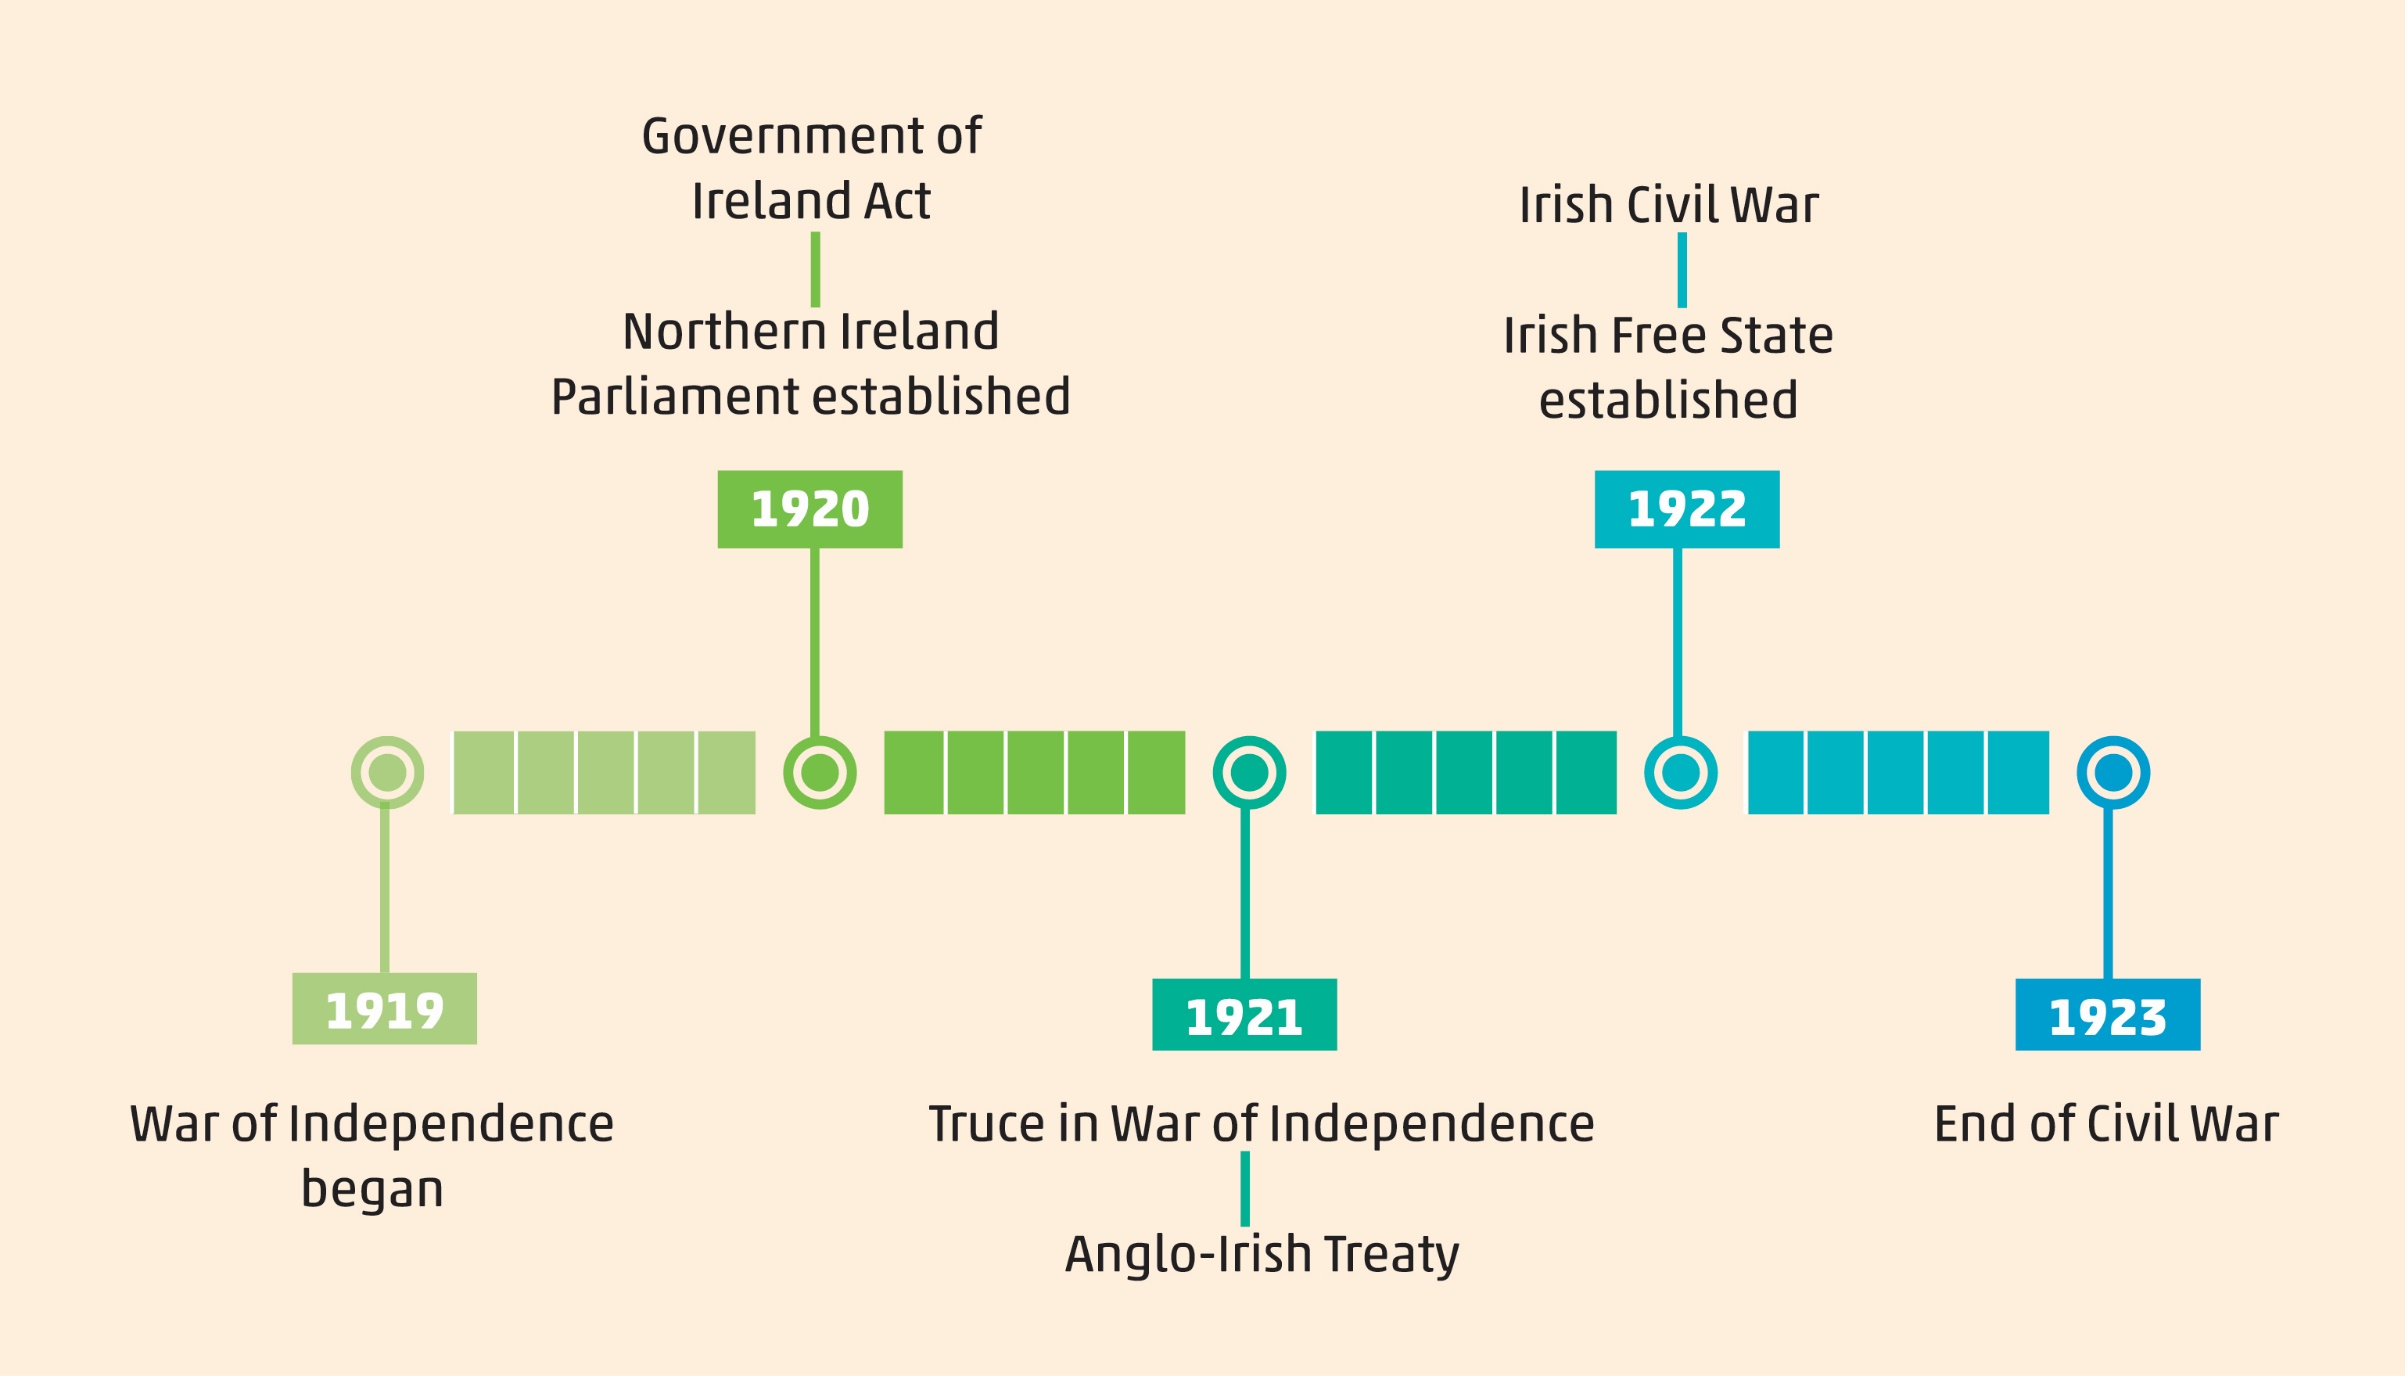 Government of
Ireland Act
Northern Ireland
Parliament established
1920
Irish Civil War
Irish Free State
established
1922
1919
War of Independence
began
1921
Truce in War of Independence
Anglo-Irish Treaty
1923
End of Civil War